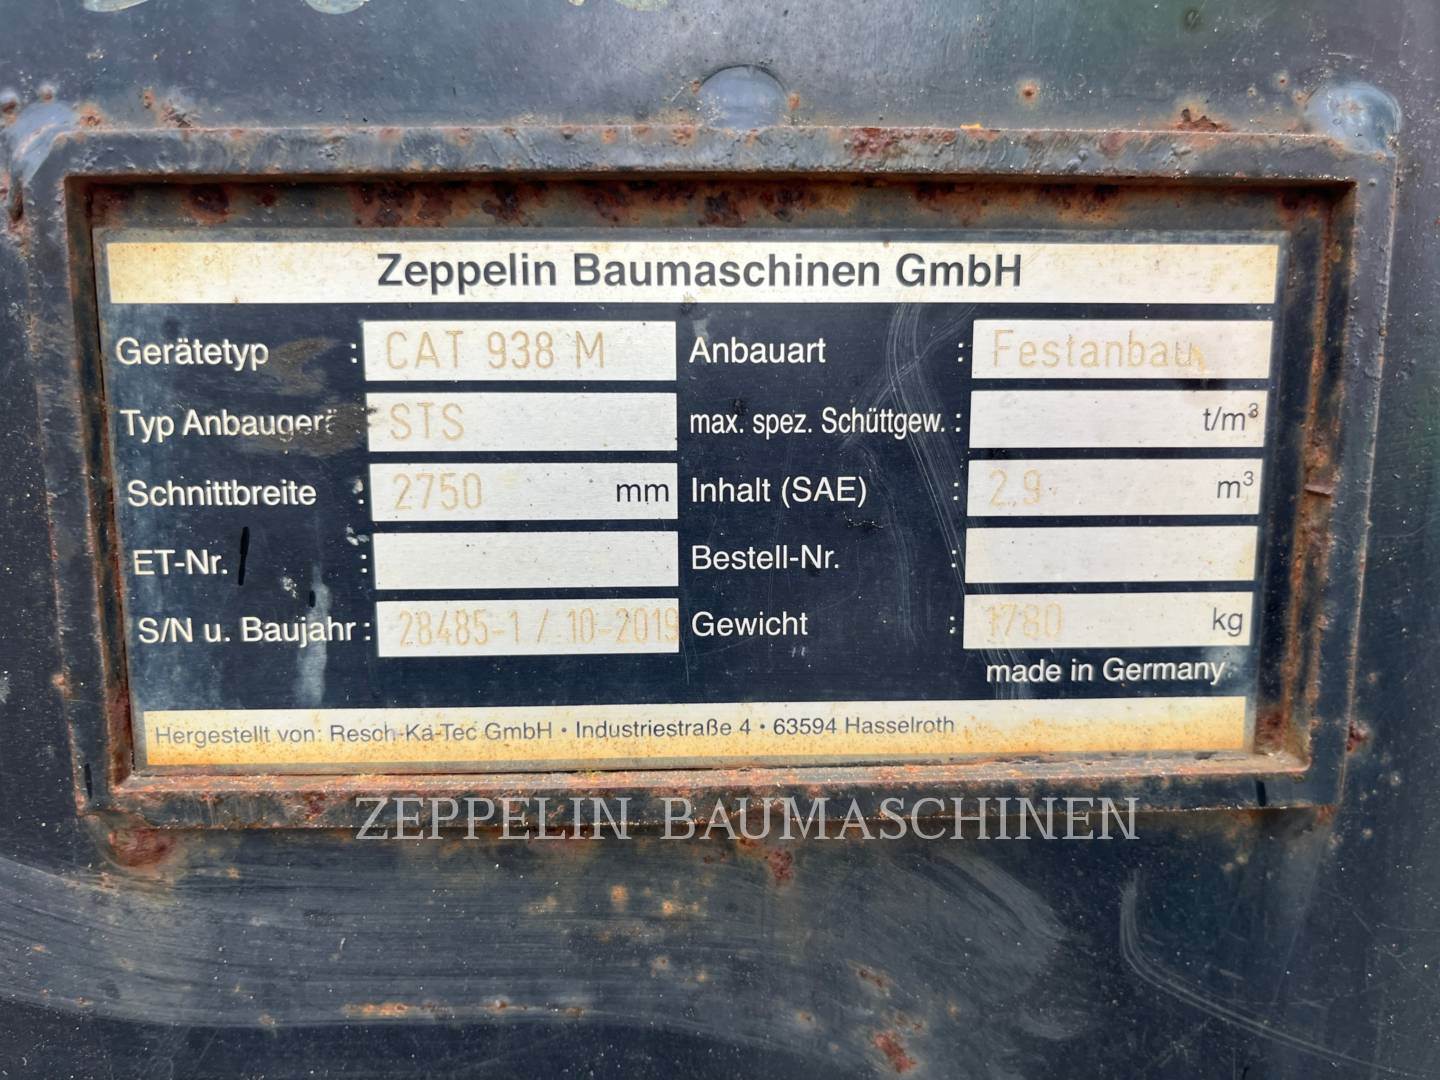 Zeppelin Baumaschinen GmbH
Gerätetyp : CAT 938 M Anbauart : Festanbau
Typ Anbaugerä : STS max. spez. Schüttgew. : t/m³
Schnittbreite : 2750 mm Inhalt (SAE) : 2.9 m³
ET-Nr. : Bestell-Nr. :
S/N u. Baujahr : 28485-1 / 10-2019 Gewicht : 1780 kg
made in Germany
Hergestellt von: Resch-Ka-Tec GmbH • Industriestraße 4 • 63594 Hasselroth
ZEPPELIN BAUMASCHINEN